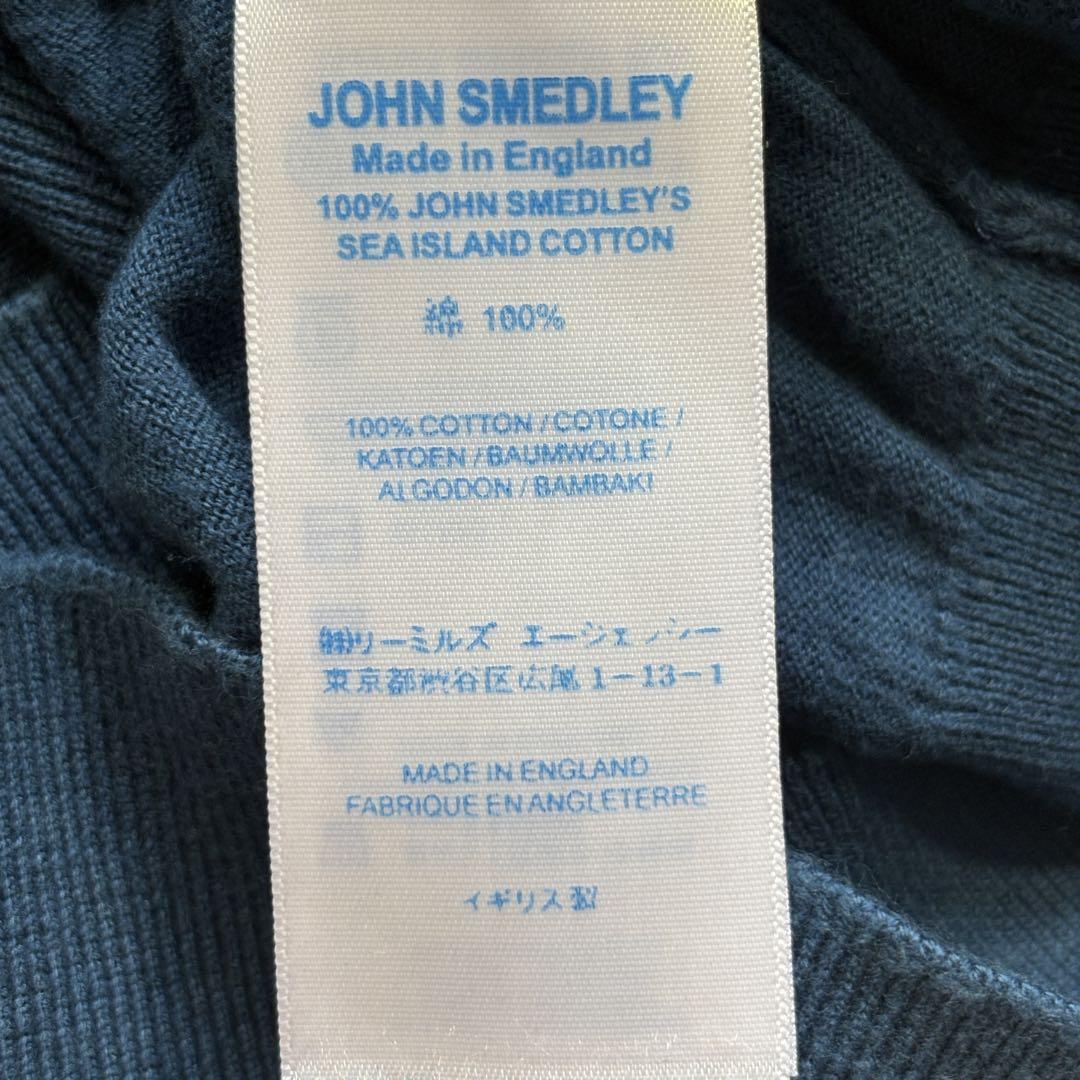 JOHN SMEDLEY
Made in England
100% JOHN SMEDLEY'S
SEA ISLAND COTTON
綿 100%
100% COTTON / COTONE /
KATOEN / BAUMWOLLE /
ALGODON / BAMBAKI
㈱リーミルズ エージェンシー
東京都渋谷区広尾 1-13-1
MADE IN ENGLAND
FABRIQUE EN ANGLETERRE
イギリス製